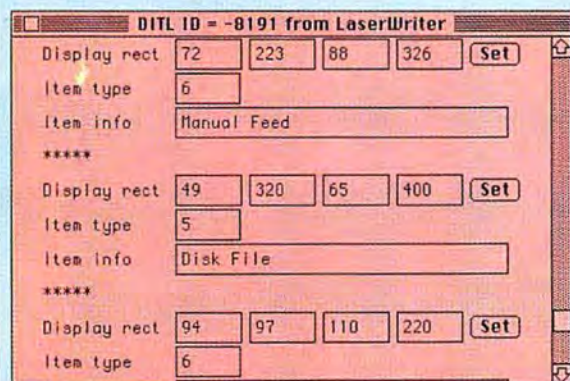 DITL ID = -8191 from LaserWriter
Display rect 72 223 88 326 Set
Item type 6
Item info Manual Feed
*****
Display rect 49 320 65 400 Set
Item type 5
Item info Disk File
*****
Display rect 94 97 110 220 Set
Item type 6